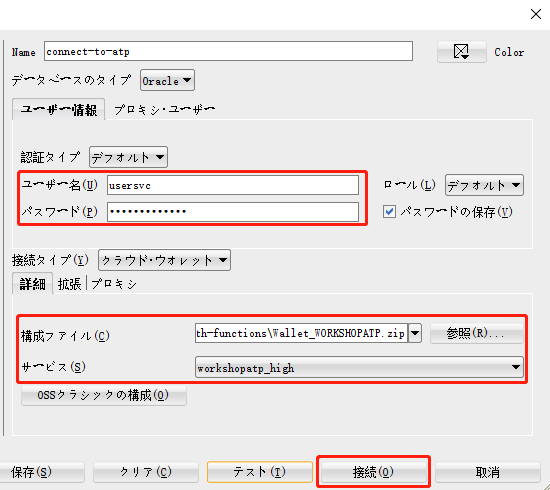 Name connect-to-atp Color
データベースのタイプ Oracle
ユーザー情報 プロキシ・ユーザー
認証タイプ デフォルト
ユーザー名(U) usersvc ロール(L) デフォルト
パスワード(P) ••••••••••••• パスワードの保存(V)
接続タイプ(Y) クラウド・ウオレット
詳細 拡張 プロキシ
構成ファイル(C) th-functions\Wallet_WORKSHOPATP.zip 参照(R)...
サービス(S) workshopatp_high
OSSクラシックの構成(O)
保存(S) クリア(C) テスト(T) 接続(O) 取消